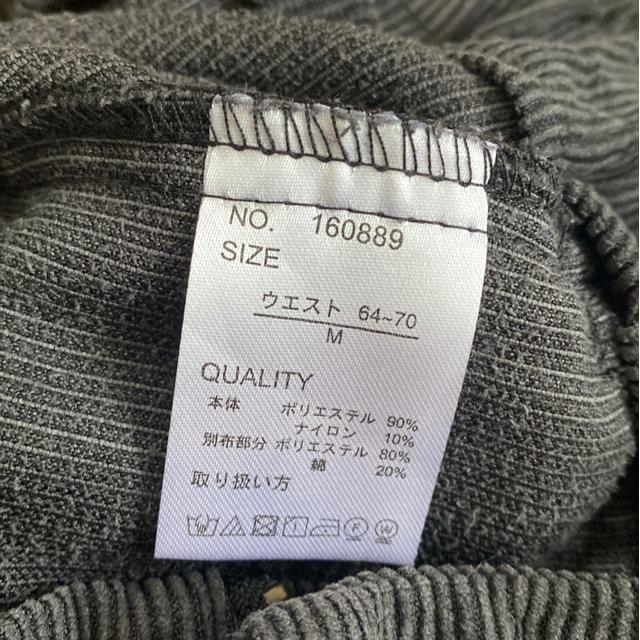 NO. 160889
SIZE
ウエスト 64~70
M
QUALITY
本体 ポリエステル 90%
ナイロン 10%
別布部分 ポリエステル 80%
綿 20%
取り扱い方